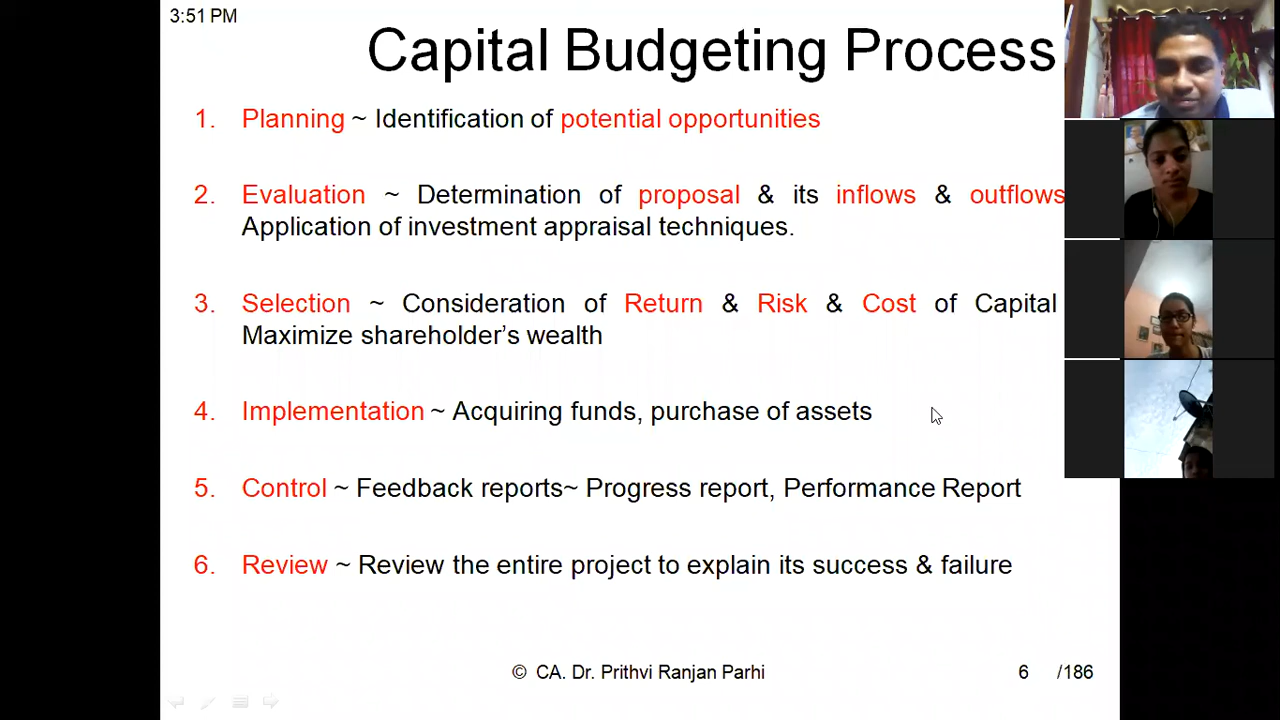 3:51 PM
Capital Budgeting Process
1. Planning ~ Identification of potential opportunities
2. Evaluation ~ Determination of proposal & its inflows & outflows
Application of investment appraisal techniques.
3. Selection ~ Consideration of Return & Risk & Cost of Capital
Maximize shareholder’s wealth
4. Implementation ~ Acquiring funds, purchase of assets
5. Control ~ Feedback reports~ Progress report, Performance Report
6. Review ~ Review the entire project to explain its success & failure
© CA. Dr. Prithvi Ranjan Parhi
6 /186